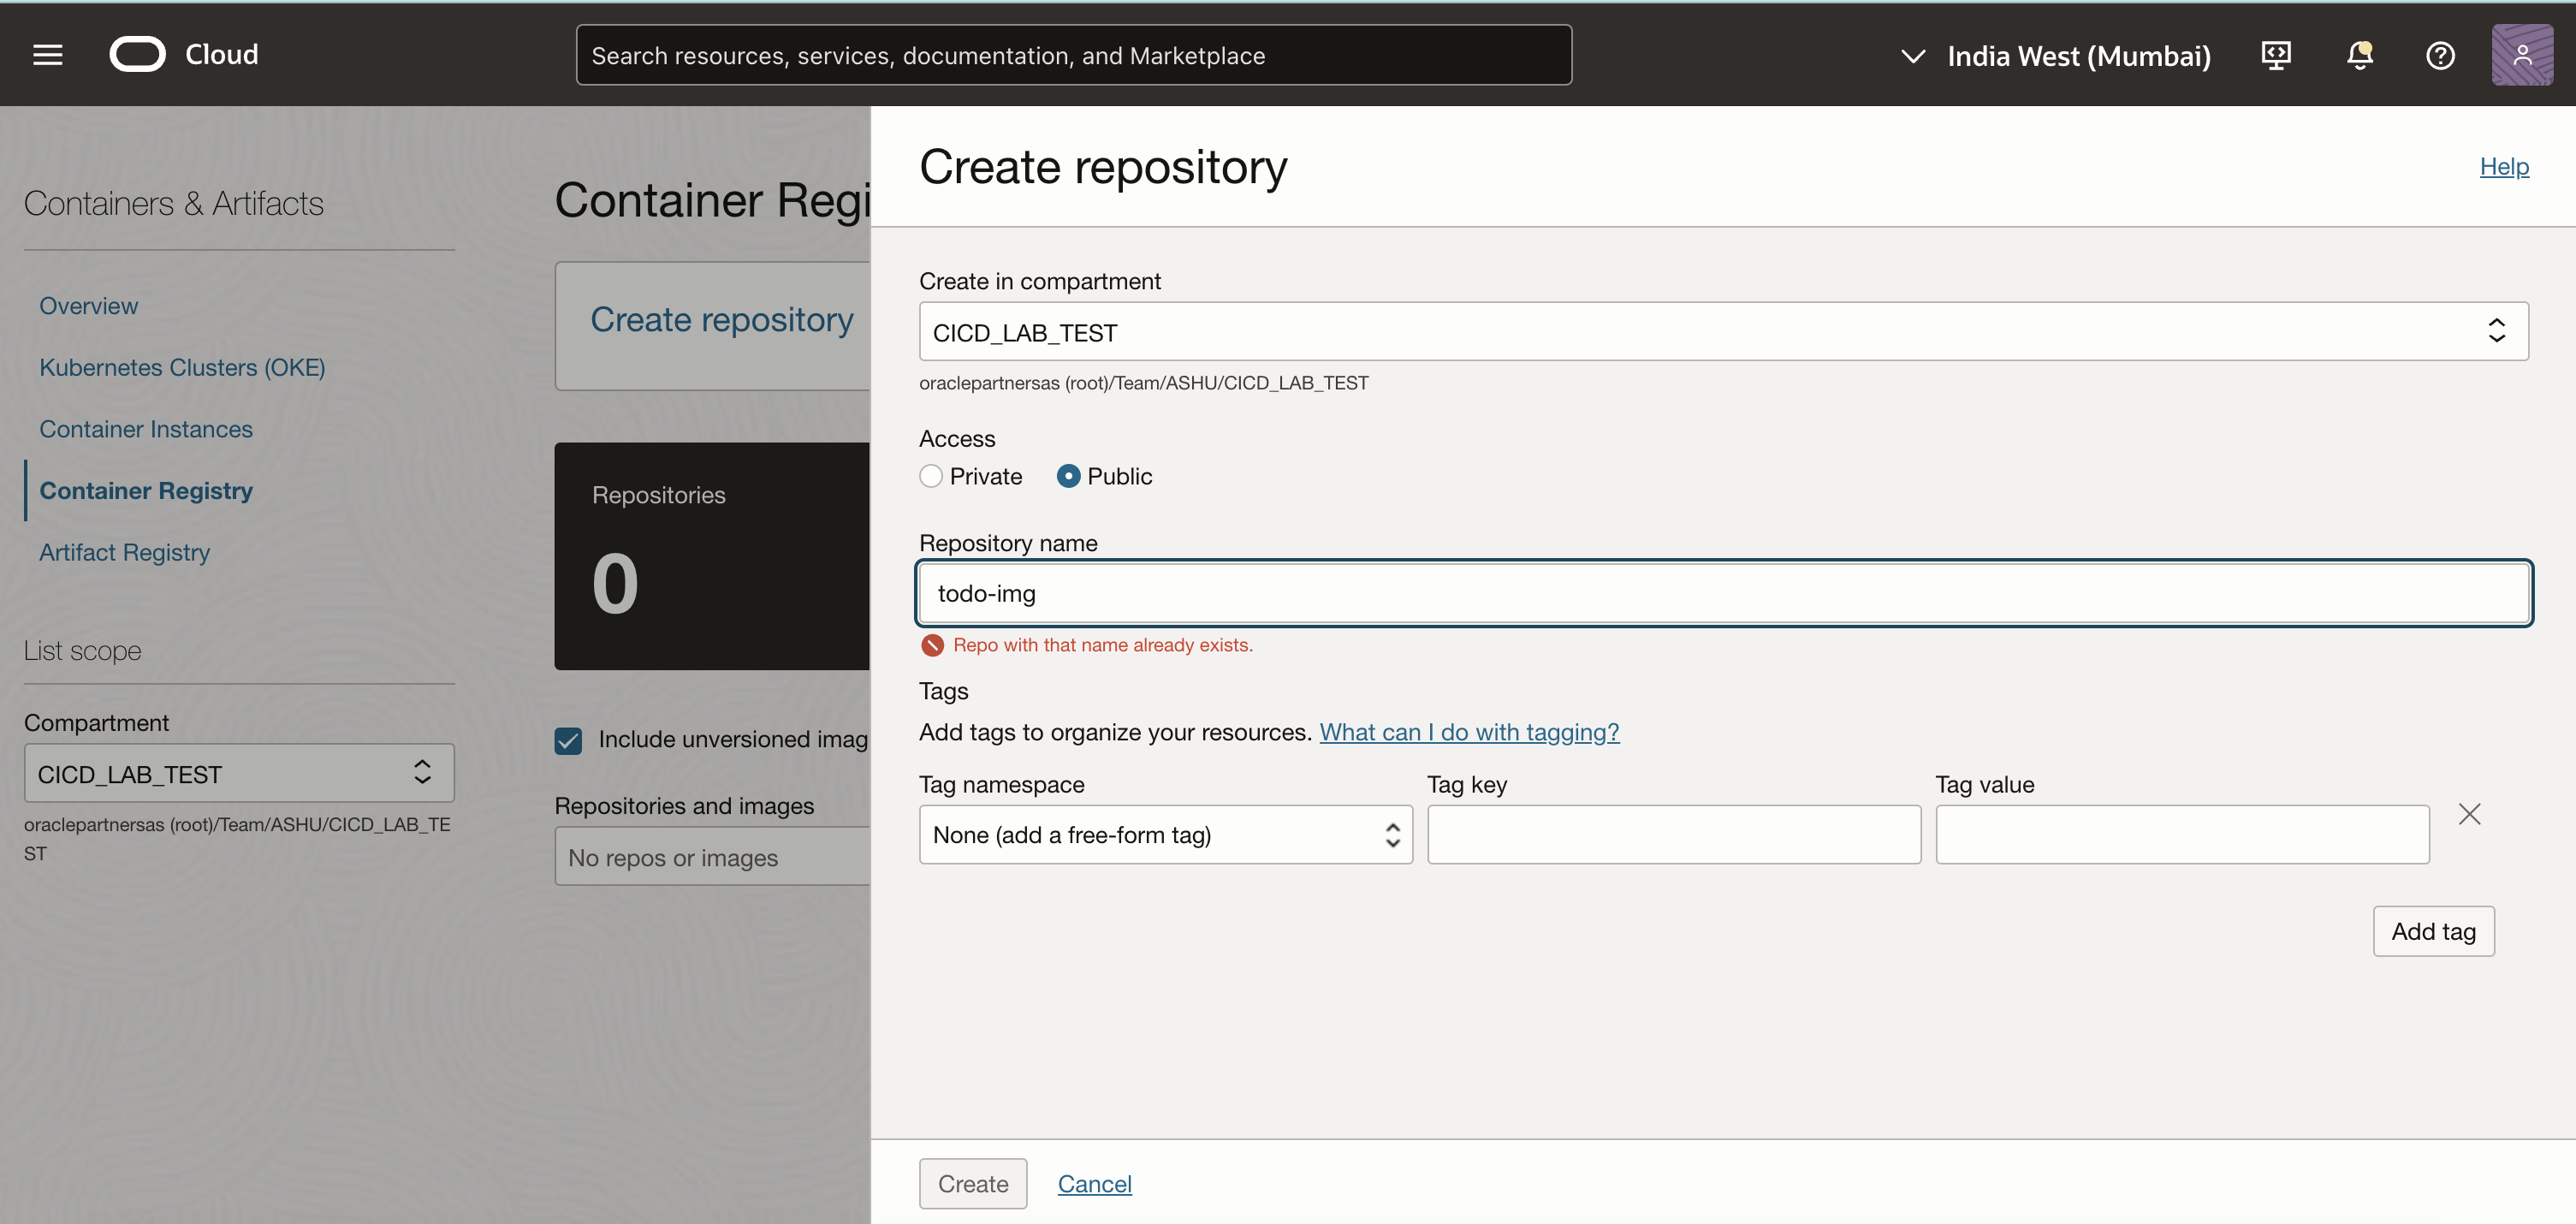 Cloud
Search resources, services, documentation, and Marketplace
India West (Mumbai)
Containers & Artifacts
Overview
Kubernetes Clusters (OKE)
Container Instances
Container Registry
Artifact Registry
List scope
Compartment
CICD_LAB_TEST
oraclepartnersas (root)/Team/ASHU/CICD_LAB_TE
ST
Container Regi
Create repository
Repositories
0
Include unversioned imag
Repositories and images
No repos or images
Create repository
Help
Create in compartment
CICD_LAB_TEST
oraclepartnersas (root)/Team/ASHU/CICD_LAB_TEST
Access
Private Public
Repository name
todo-img
Repo with that name already exists.
Tags
Add tags to organize your resources. What can I do with tagging?
Tag namespace Tag key Tag value
None (add a free-form tag)
Add tag
Create Cancel